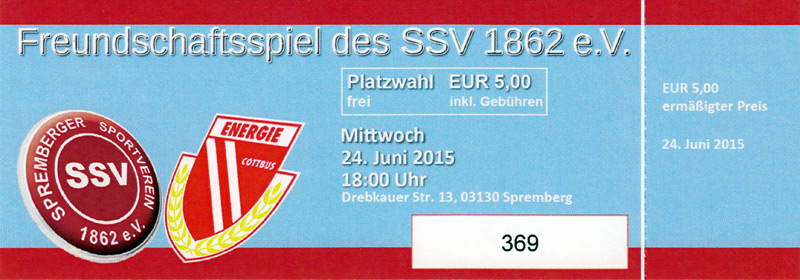 Freundschaftsspiel des SSV 1862 e.V.
Platzwahl EUR 5,00
frei inkl. Gebühren
Mittwoch
24. Juni 2015
18:00 Uhr
Drebkauer Str. 13, 03130 Spremberg
369
EUR 5,00
ermäßigter Preis
24. Juni 2015
SPREMBERGER SPORTVEREIN
SSV
1862 e.V.
ENERGIE
COTTBUS